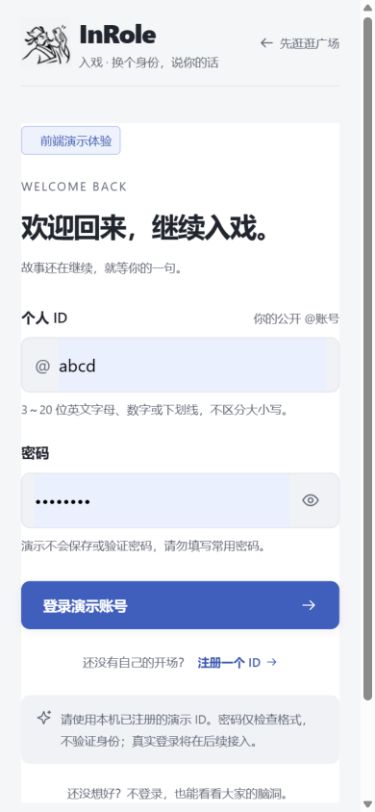 InRole
入戏 · 换个身份，说你的话
← 先逛逛广场
前端演示体验
WELCOME BACK
欢迎回来，继续入戏。
故事还在继续，就等你的一句。
个人 ID
你的公开 @账号
@ abcd
3～20 位英文字母、数字或下划线，不区分大小写。
密码
••••••••
演示不会保存或验证密码，请勿填写常用密码。
登录演示账号 →
还没有自己的开场？ 注册一个 ID →
请使用本机已注册的演示 ID。密码仅检查格式，
不验证身份；真实登录将在后续接入。
还没想好？不登录，也能看看大家的脑洞。